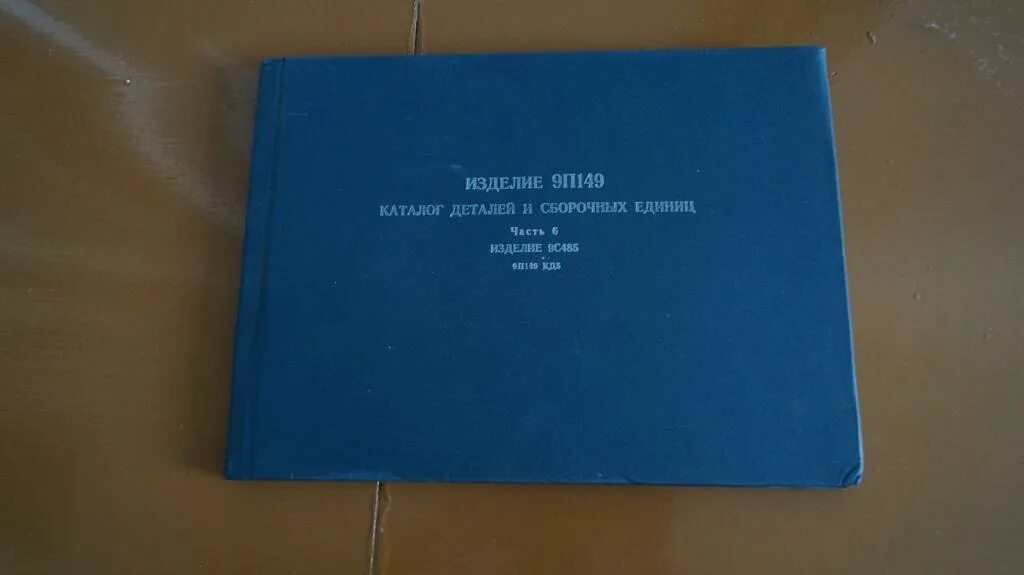 ИЗДЕЛИЕ 9П149
КАТАЛОГ ДЕТАЛЕЙ И СБОРОЧНЫХ ЕДИНИЦ
Часть 6
ИЗДЕЛИЕ 9С485
9П149 КД5